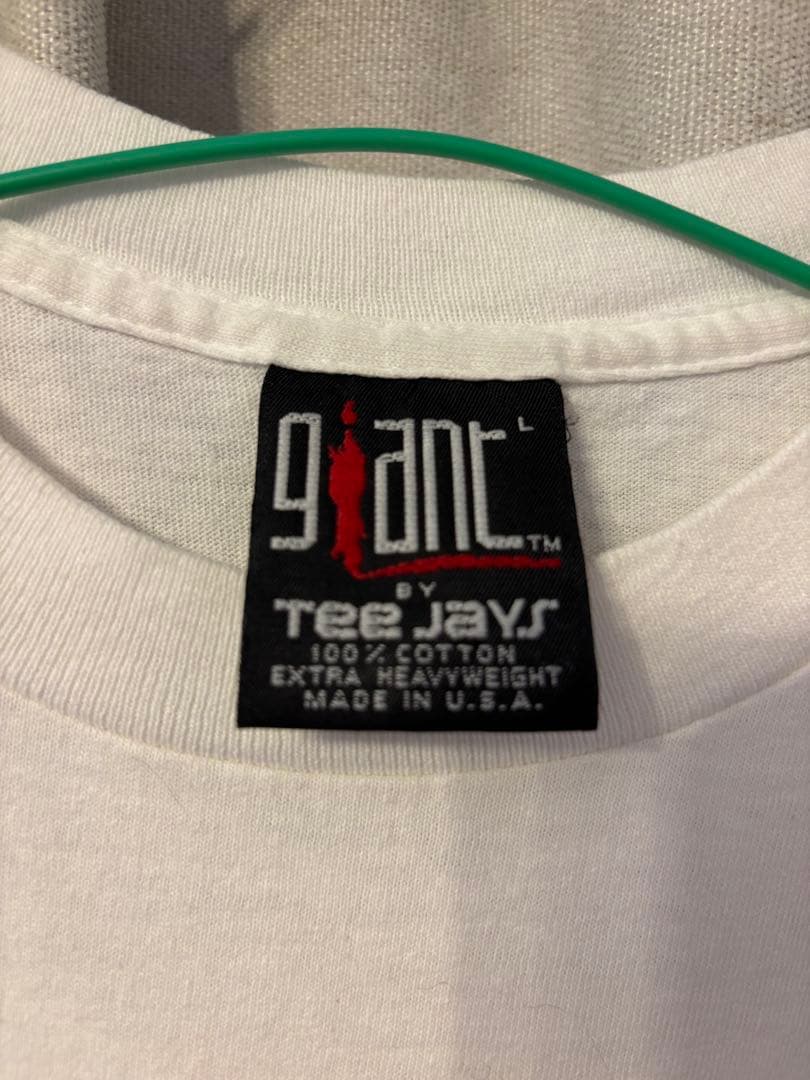 giant L
TM
BY
Tee Jays
100% COTTON
EXTRA HEAVYWEIGHT
MADE IN U.S.A.